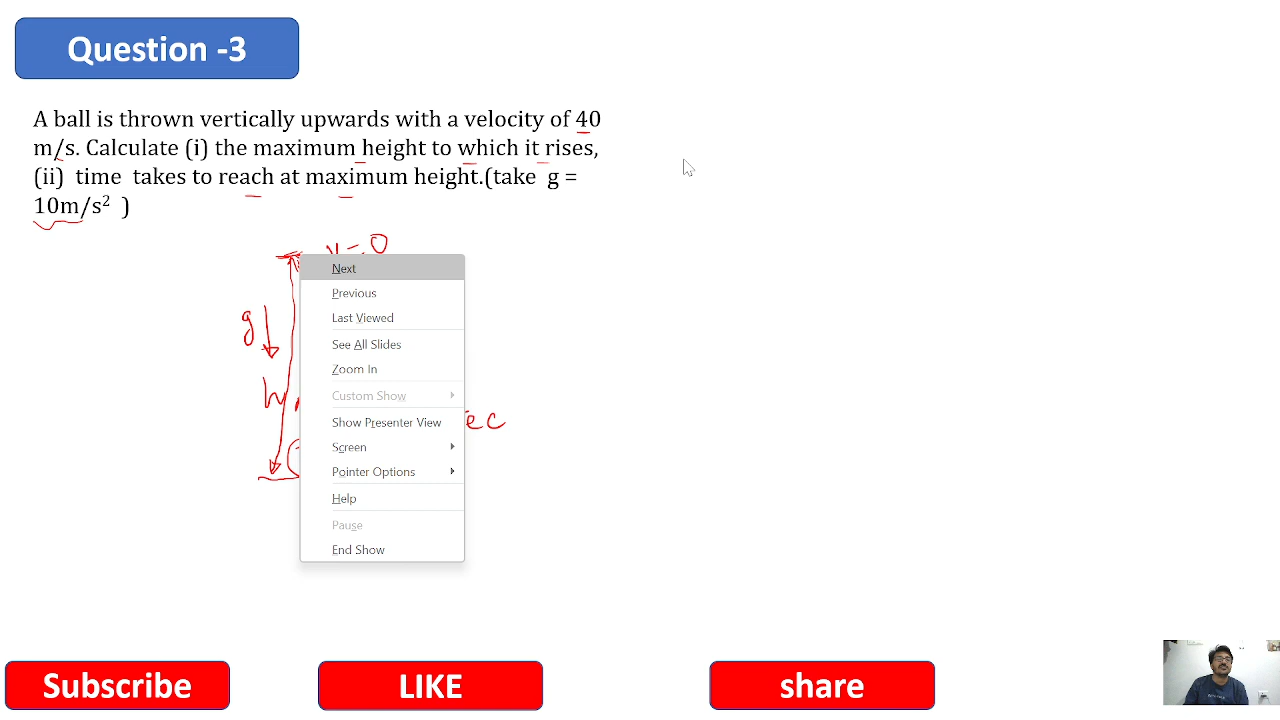 Question -3
A ball is thrown vertically upwards with a velocity of 40
m/s. Calculate (i) the maximum height to which it rises,
(ii) time takes to reach at maximum height.(take g =
10m/s² )
v = 0
g
h
ec
Next
Previous
Last Viewed
See All Slides
Zoom In
Custom Show
Show Presenter View
Screen
Pointer Options
Help
Pause
End Show
Subscribe
LIKE
share